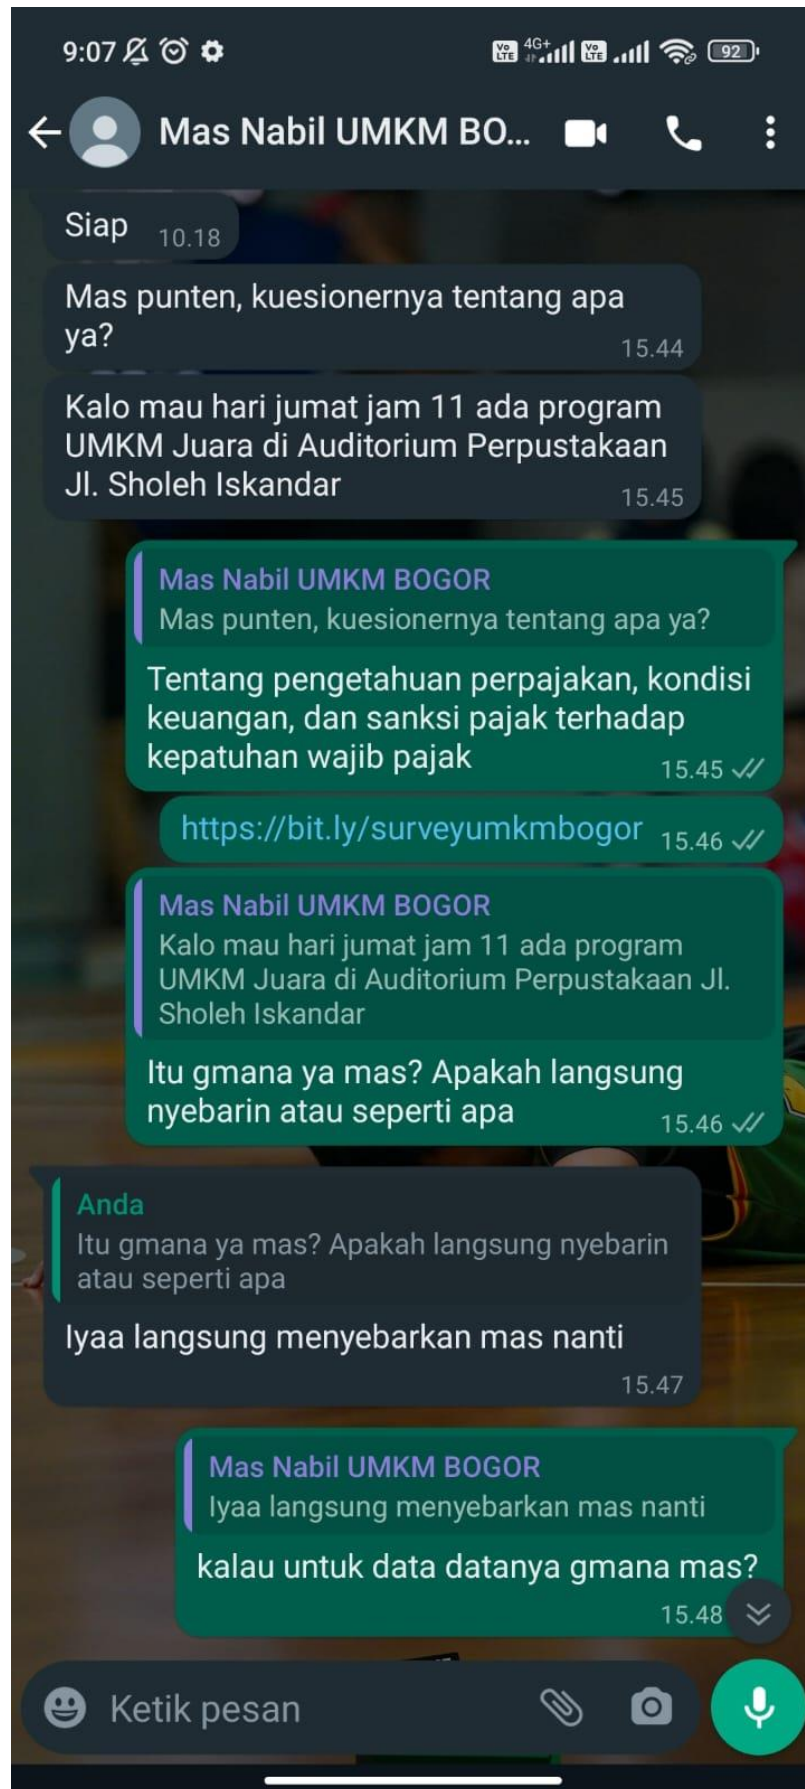 9:07
Vo LTE 4G+ Vo LTE 92
Mas Nabil UMKM BO...
Siap 10.18
Mas punten, kuesionernya tentang apa
ya?
15.44
Kalo mau hari jumat jam 11 ada program
UMKM Juara di Auditorium Perpustakaan
Jl. Sholeh Iskandar
15.45
Mas Nabil UMKM BOGOR
Mas punten, kuesionernya tentang apa ya?
Tentang pengetahuan perpajakan, kondisi
keuangan, dan sanksi pajak terhadap
kepatuhan wajib pajak
15.45
https://bit.ly/surveyumkmbogor 15.46
Mas Nabil UMKM BOGOR
Kalo mau hari jumat jam 11 ada program
UMKM Juara di Auditorium Perpustakaan Jl.
Sholeh Iskandar
Itu gmana ya mas? Apakah langsung
nyebarin atau seperti apa
15.46
Anda
Itu gmana ya mas? Apakah langsung nyebarin
atau seperti apa
Iyaa langsung menyebarkan mas nanti
15.47
Mas Nabil UMKM BOGOR
Iyaa langsung menyebarkan mas nanti
kalau untuk data datanya gmana mas?
15.48
Ketik pesan